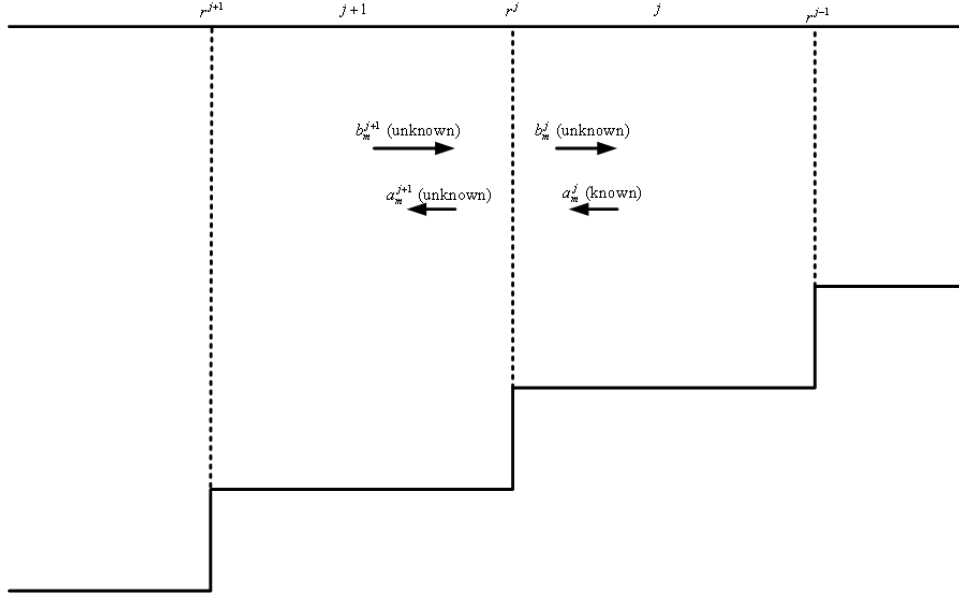 r^{j+1} j+1 r^j j r^{j-1}
b_m^{j+1} (unknown) b_m^j (unknown)
a_m^{j+1} (unknown) a_m^j (known)